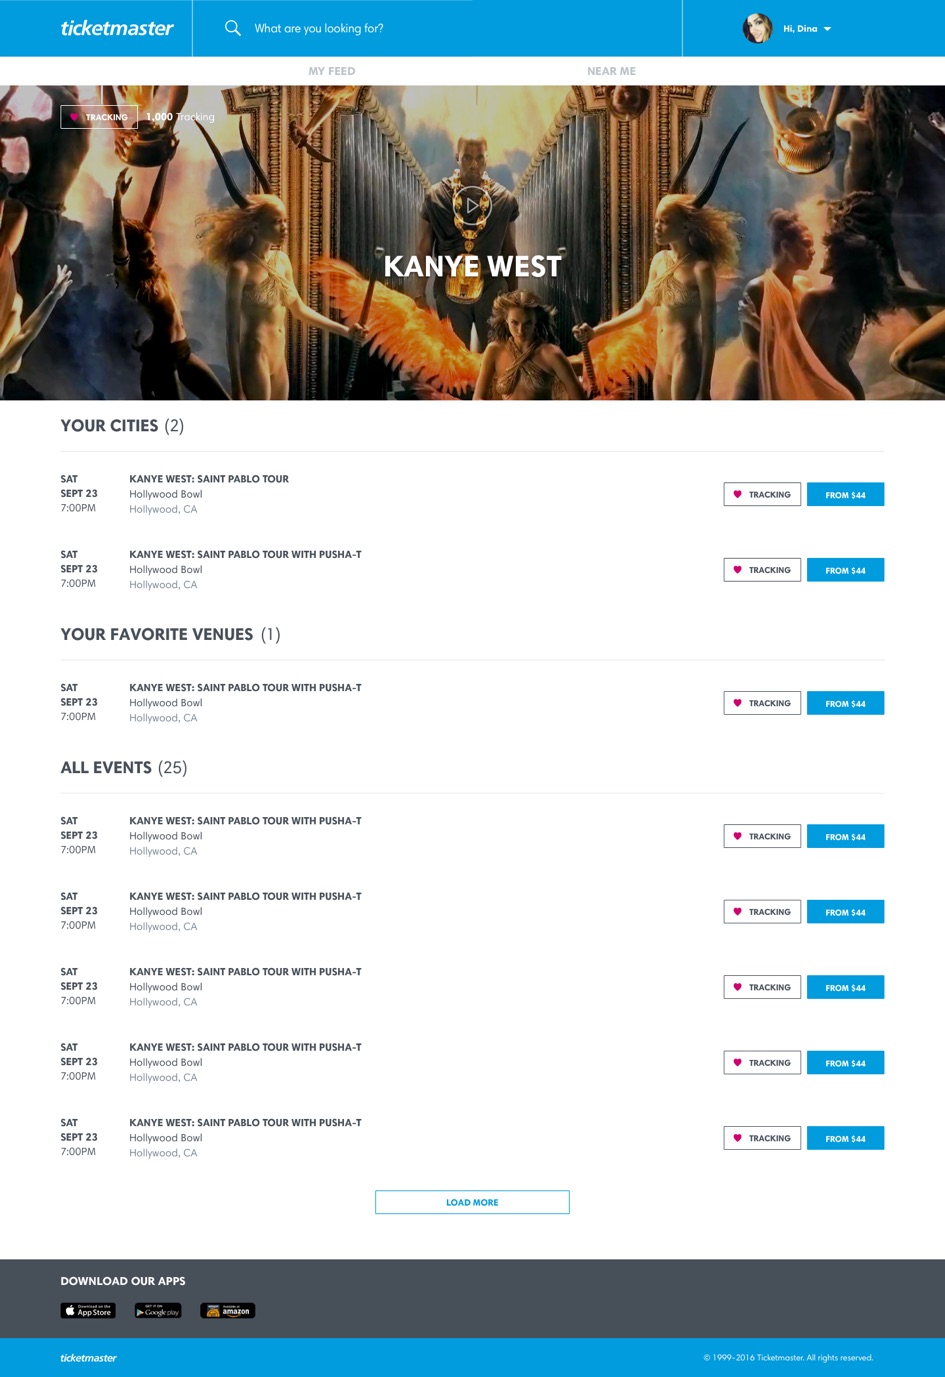 ticketmaster
What are you looking for?
Hi, Dina
MY FEED
NEAR ME
TRACKING
1,000 Tracking
KANYE WEST
YOUR CITIES (2)
SAT
SEPT 23
7:00PM
KANYE WEST: SAINT PABLO TOUR
Hollywood Bowl
Hollywood, CA
TRACKING
FROM $44
SAT
SEPT 23
7:00PM
KANYE WEST: SAINT PABLO TOUR WITH PUSHA-T
Hollywood Bowl
Hollywood, CA
TRACKING
FROM $44
YOUR FAVORITE VENUES (1)
SAT
SEPT 23
7:00PM
KANYE WEST: SAINT PABLO TOUR WITH PUSHA-T
Hollywood Bowl
Hollywood, CA
TRACKING
FROM $44
ALL EVENTS (25)
SAT
SEPT 23
7:00PM
KANYE WEST: SAINT PABLO TOUR WITH PUSHA-T
Hollywood Bowl
Hollywood, CA
TRACKING
FROM $44
SAT
SEPT 23
7:00PM
KANYE WEST: SAINT PABLO TOUR WITH PUSHA-T
Hollywood Bowl
Hollywood, CA
TRACKING
FROM $44
SAT
SEPT 23
7:00PM
KANYE WEST: SAINT PABLO TOUR WITH PUSHA-T
Hollywood Bowl
Hollywood, CA
TRACKING
FROM $44
SAT
SEPT 23
7:00PM
KANYE WEST: SAINT PABLO TOUR WITH PUSHA-T
Hollywood Bowl
Hollywood, CA
TRACKING
FROM $44
SAT
SEPT 23
7:00PM
KANYE WEST: SAINT PABLO TOUR WITH PUSHA-T
Hollywood Bowl
Hollywood, CA
TRACKING
FROM $44
LOAD MORE
DOWNLOAD OUR APPS
Download on the
App Store
GET IT ON
Google play
Available at
amazon
ticketmaster
© 1999-2016 Ticketmaster. All rights reserved.